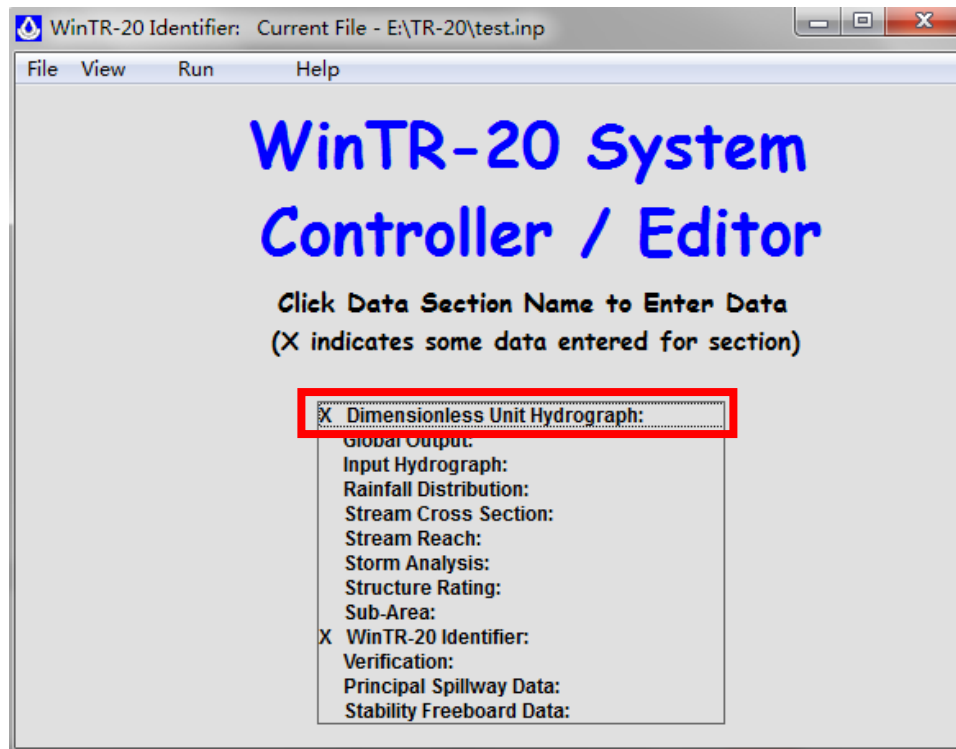 WinTR-20 Identifier: Current File - E:\TR-20\test.inp
File View Run Help
WinTR-20 System
Controller / Editor
Click Data Section Name to Enter Data
(X indicates some data entered for section)
X Dimensionless Unit Hydrograph:
Global Output:
Input Hydrograph:
Rainfall Distribution:
Stream Cross Section:
Stream Reach:
Storm Analysis:
Structure Rating:
Sub-Area:
X WinTR-20 Identifier:
Verification:
Principal Spillway Data:
Stability Freeboard Data: